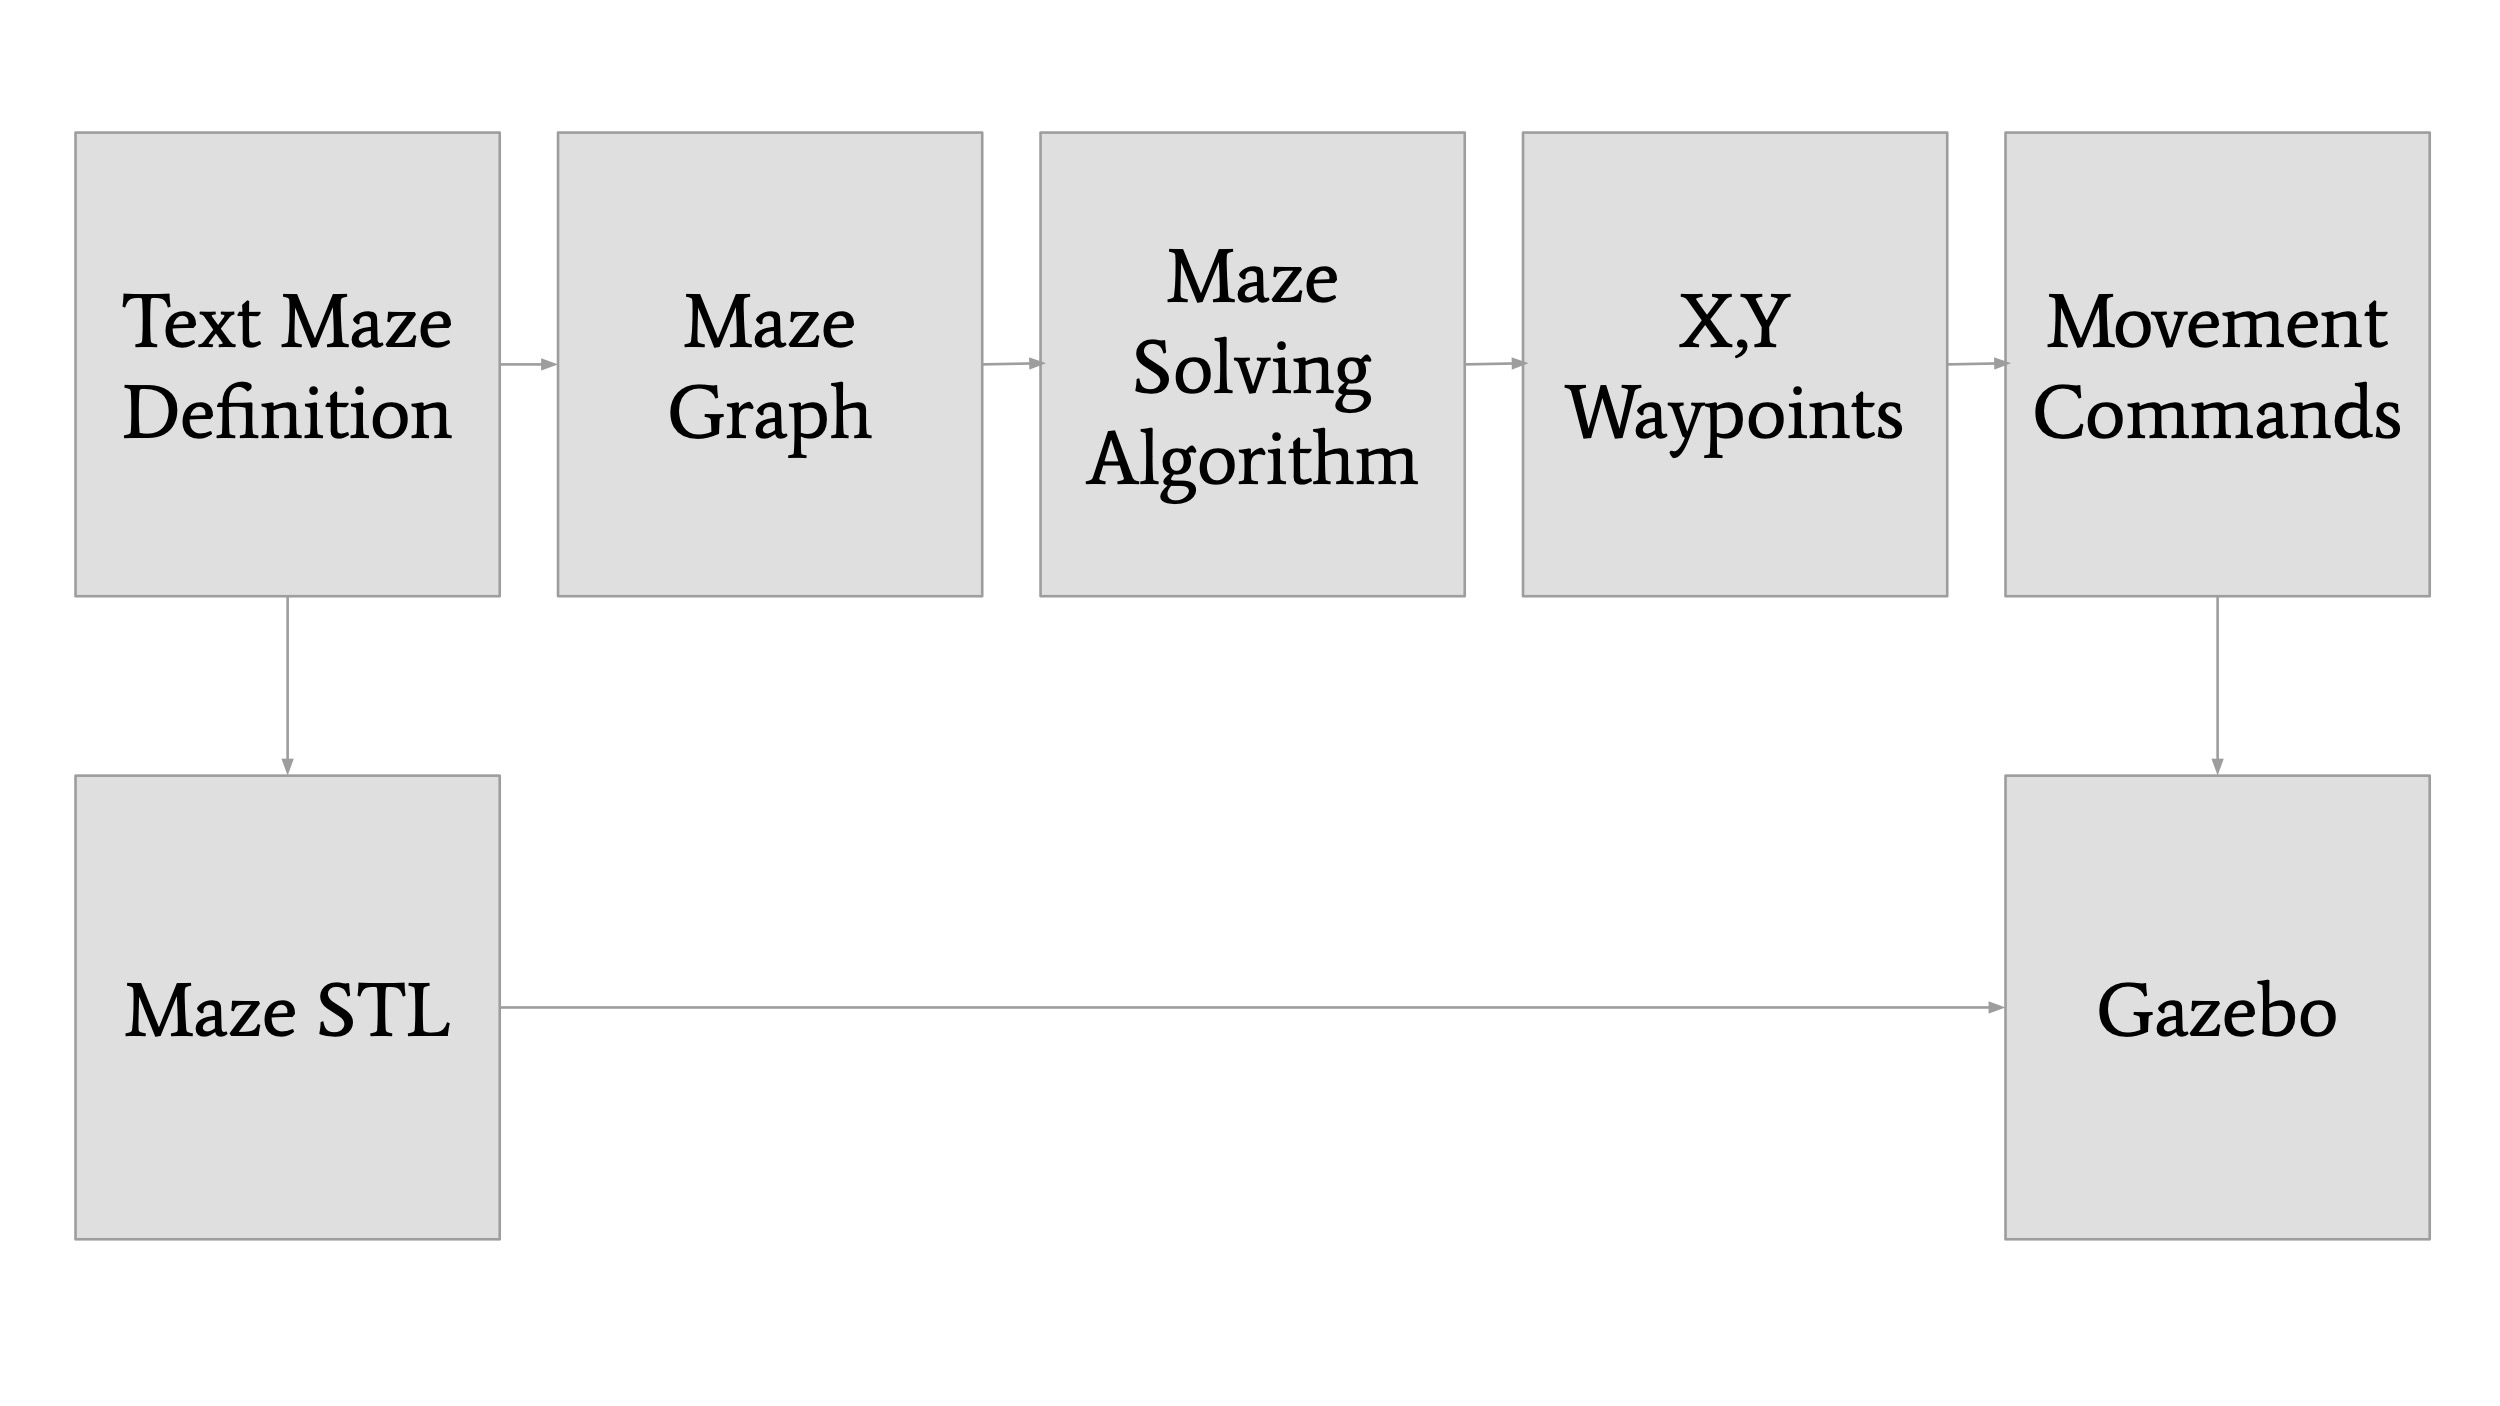 Text Maze
Definition
Maze
Graph
Maze
Solving
Algorithm
X,Y
Waypoints
Movement
Commands
Maze STL
Gazebo